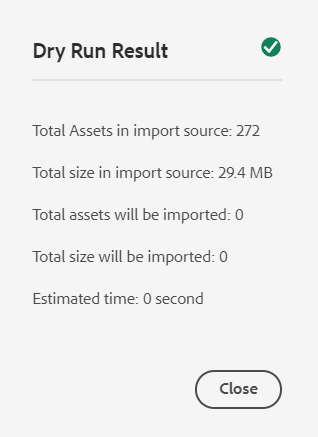 Dry Run Result
Total Assets in import source: 272
Total size in import source: 29.4 MB
Total assets will be imported: 0
Total size will be imported: 0
Estimated time: 0 second
Close